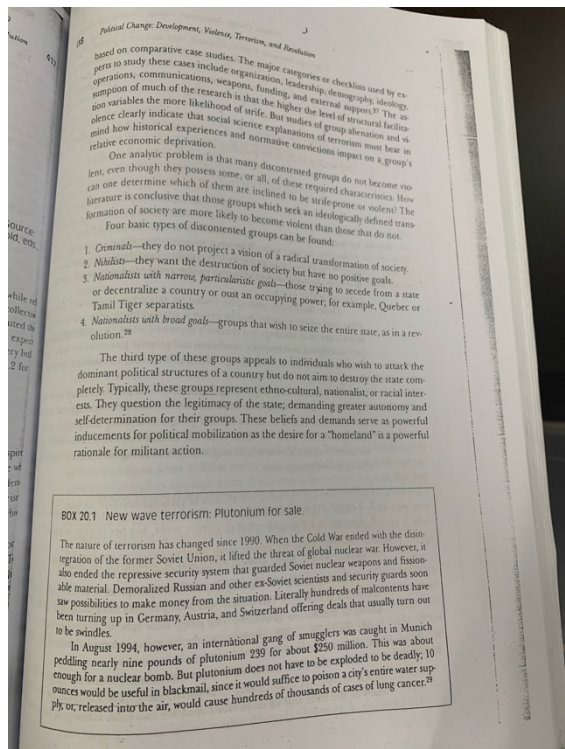 418 Political Change: Development, Violence, Terrorism, and Revolution
based on comparative case studies. The major categories or checklists used by ex-
perts to study these cases include organization, leadership, demography, ideology,
operations, communications, weapons, funding, and external support. The as-
sumption of much of the research is that the higher the level of structural facilita-
tion variables the more likelihood of strife. But studies of group alienation and vi-
olence clearly indicate that social science explanations of terrorism must bear in
mind how historical experiences and normative convictions impact on a group's
relative economic deprivation.
One analytic problem is that many discontented groups do not become vio-
lent, even though they possess some, or all, of these required characteristics. How
can one determine which of them are inclined to be strife-prone or violent? The
literature is conclusive that those groups which seek an ideologically defined trans-
formation of society are more likely to become violent than those that do not.
Four basic types of discontented groups can be found:
1. Criminals—they do not project a vision of a radical transformation of society.
2. Nihilists—they want the destruction of society but have no positive goals.
3. Nationalists with narrow, particularistic goals—those trying to secede from a state
or decentralize a country or oust an occupying power; for example, Quebec or
Tamil Tiger separatists.
4. Nationalists with broad goals—groups that wish to seize the entire state, as in a rev-
olution.28
The third type of these groups appeals to individuals who wish to attack the
dominant political structures of a country but do not aim to destroy the state com-
pletely. Typically, these groups represent ethno-cultural, nationalist, or racial inter-
ests. They question the legitimacy of the state; demanding greater autonomy and
self-determination for their groups. These beliefs and demands serve as powerful
inducements for political mobilization as the desire for a "homeland" is a powerful
rationale for militant action.
BOX 20.1 New wave terrorism: Plutonium for sale.
The nature of terrorism has changed since 1990. When the Cold War ended with the disin-
tegration of the former Soviet Union, it lifted the threat of global nuclear war. However, it
also ended the repressive security system that guarded Soviet nuclear weapons and fission-
able material. Demoralized Russian and other ex-Soviet scientists and security guards soon
saw possibilities to make money from the situation. Literally hundreds of malcontents have
been turning up in Germany, Austria, and Switzerland offering deals that usually turn out
to be swindles.
In August 1994, however, an international gang of smugglers was caught in Munich
peddling nearly nine pounds of plutonium 239 for about $250 million. This was about
enough for a nuclear bomb. But plutonium does not have to be exploded to be deadly; 10
ounces would be useful in blackmail, since it would suffice to poison a city's entire water sup-
ply, or, released into the air, would cause hundreds of thousands of cases of lung cancer.29